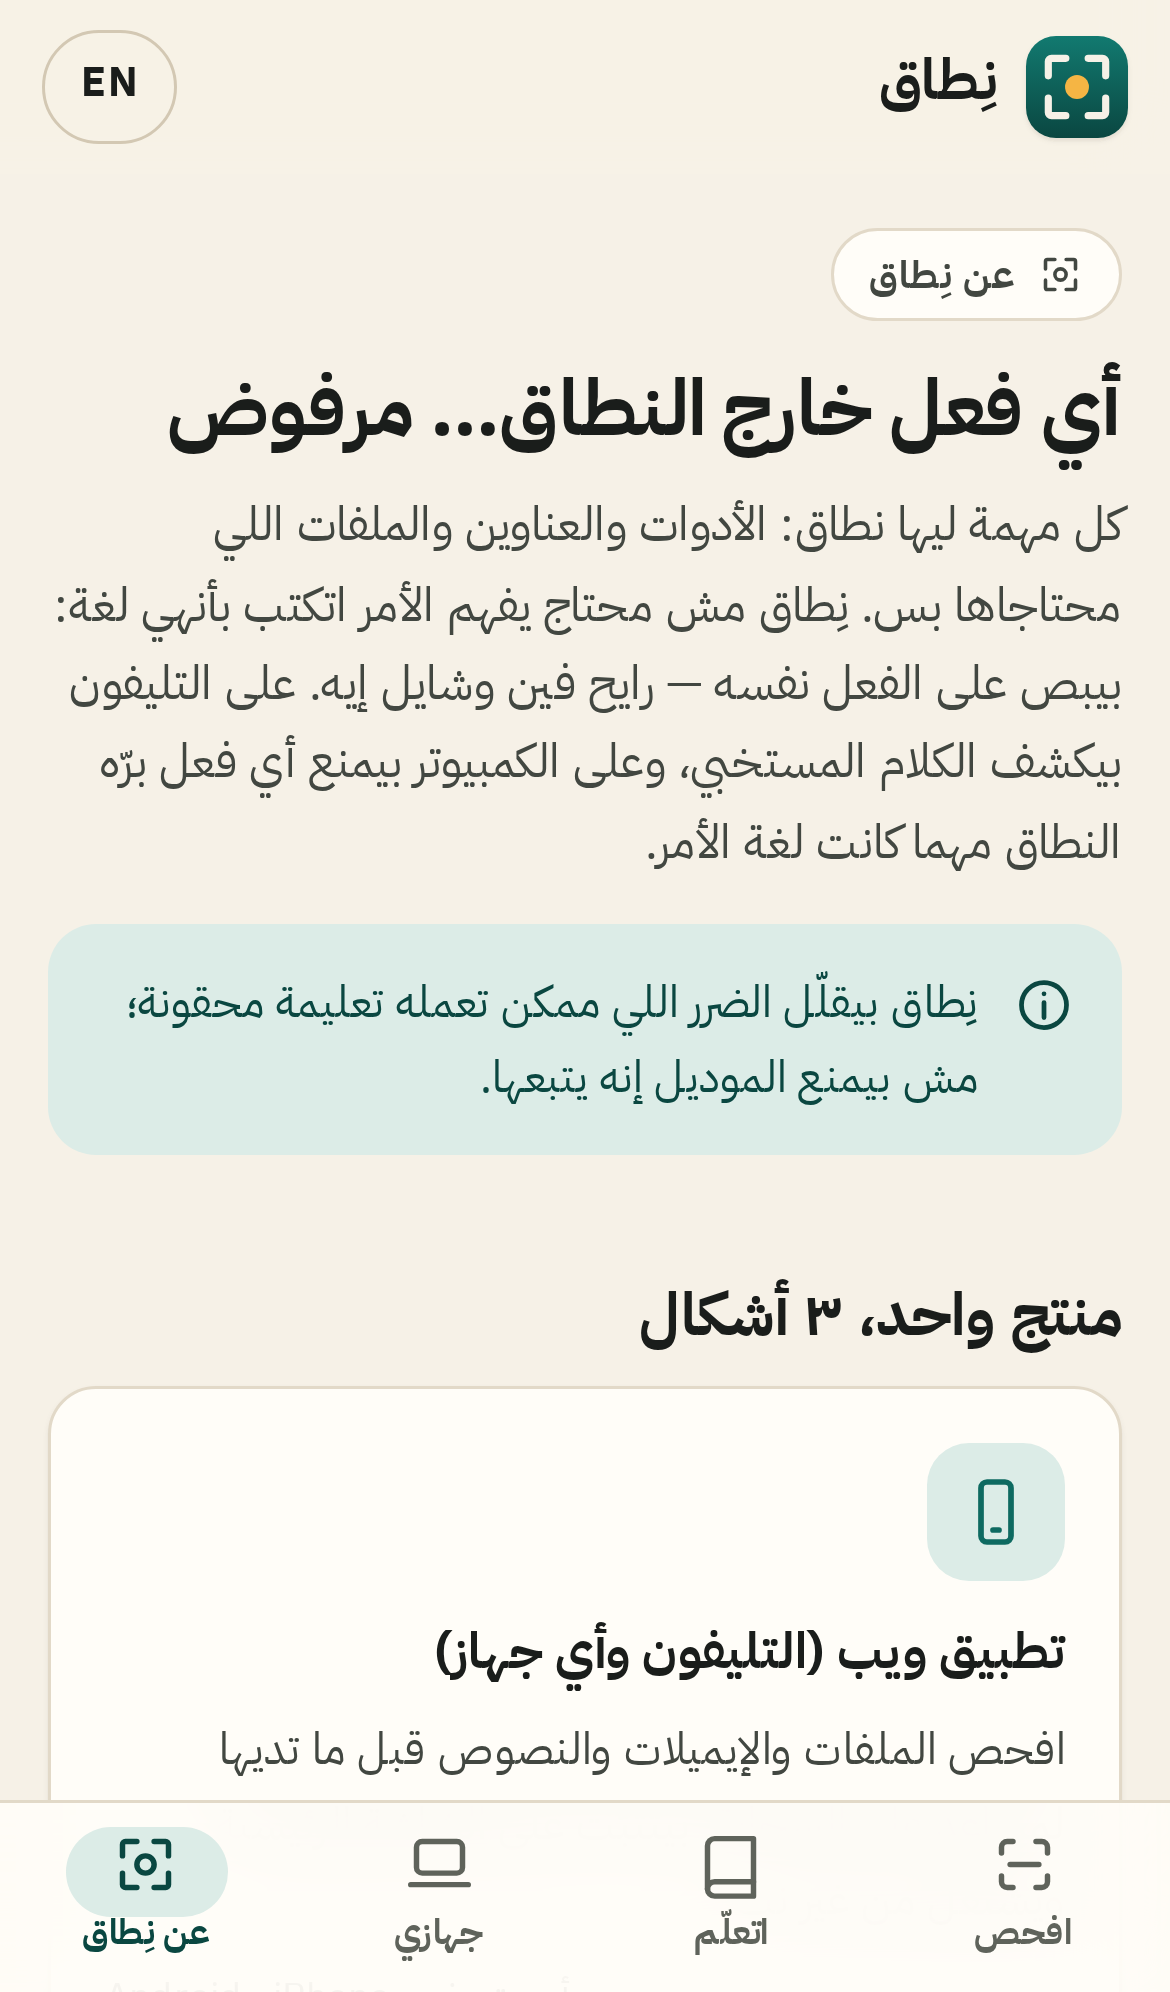 نِطاق
EN
عن نِطاق
أي فعل خارج النطاق... مرفوض
كل مهمة ليها نطاق: الأدوات والعناوين والملفات اللي
محتاجاها بس. نِطاق مش محتاج يفهم الأمر اتكتب بأنهي لغة:
بيبص على الفعل نفسه — رايح فين وشايل إيه. على التليفون
بيكشف الكلام المستخبي، وعلى الكمبيوتر بيمنع أي فعل برّه
النطاق مهما كانت لغة الأمر.
نِطاق بيقلّل الضرر اللي ممكن تعمله تعليمة محقونة؛
مش بيمنع الموديل إنه يتبعها.
منتج واحد، ٣ أشكال
تطبيق ويب (التليفون وأي جهاز)
افحص الملفات والإيميلات والنصوص قبل ما تديها
افحص
اتعلّم
جهازي
عن نِطاق